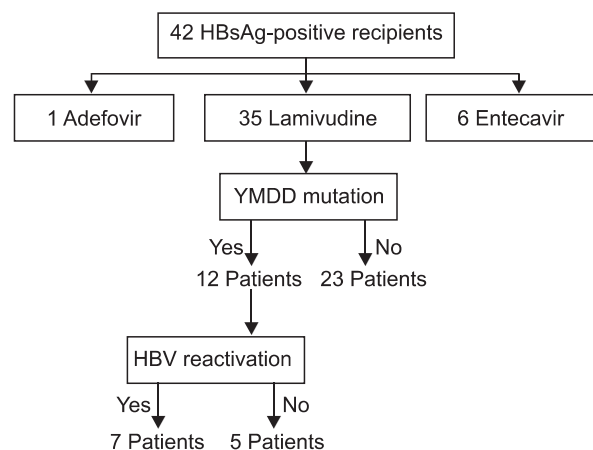 42 HBsAg-positive recipients
1 Adefovir
35 Lamivudine
6 Entecavir
YMDD mutation
Yes
No
12 Patients
23 Patients
HBV reactivation
Yes
No
7 Patients
5 Patients